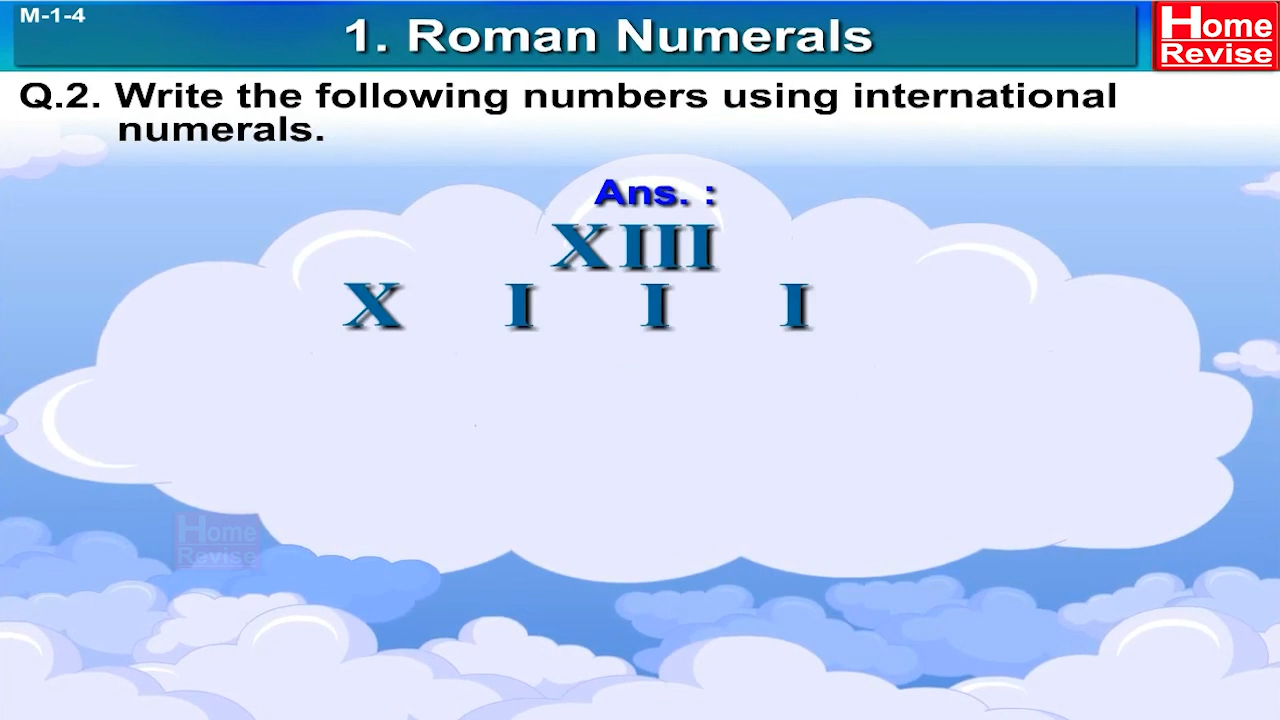 M-1-4
1. Roman Numerals
Home
Revise
Q.2. Write the following numbers using international
numerals.
Ans. :
XIII
X I I I
Home
Revise